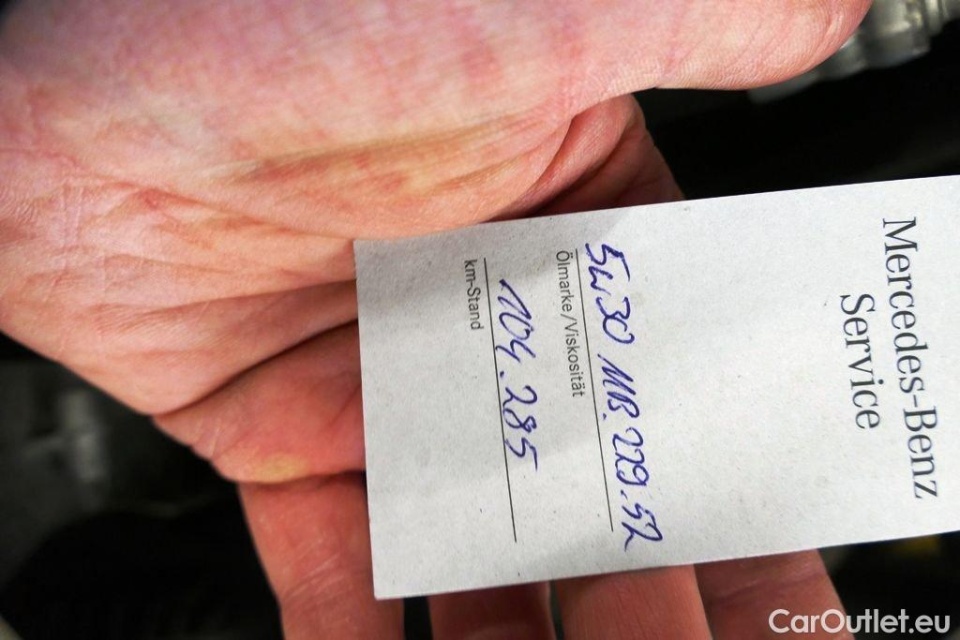 Mercedes-Benz
Service
5W30 MB. 229.52
Ölmarke/Viskosität
104.285
km-Stand
CarOutlet.eu